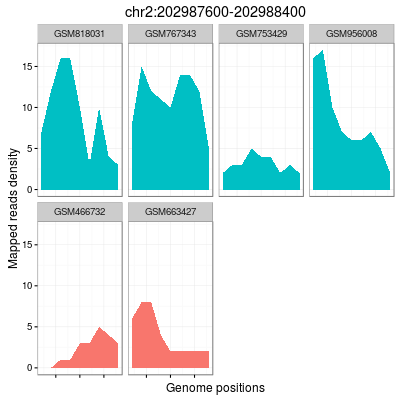 chr2:202987600-202988400
GSM818031 GSM767343 GSM753429 GSM956008
15
10
5
0
GSM466732 GSM663427
15
10
5
0
Mapped reads density
Genome positions